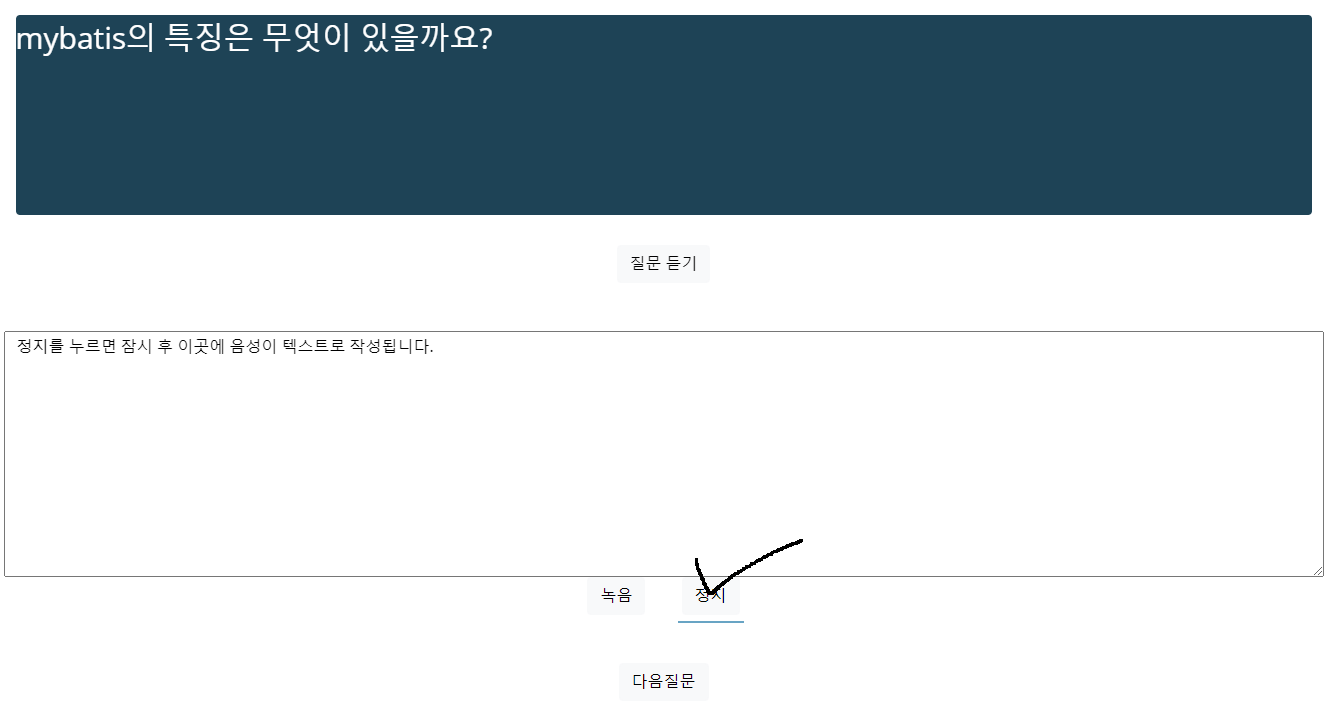 mybatis의 특징은 무엇이 있을까요?
질문 듣기
정지를 누르면 잠시 후 이곳에 음성이 텍스트로 작성됩니다.
녹음 정지
다음질문